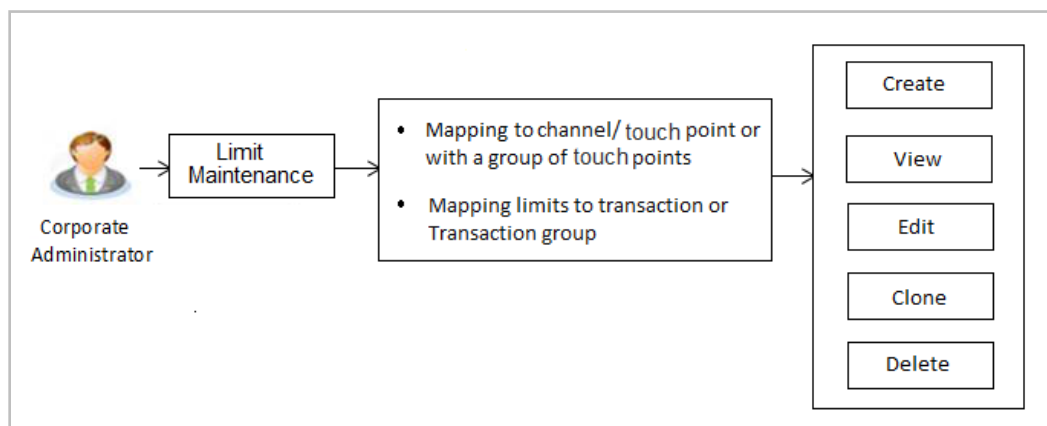 Corporate
Administrator
Limit
Maintenance
• Mapping to channel/ touch point or
with a group of touch points
• Mapping limits to transaction or
Transaction group
Create
View
Edit
Clone
Delete